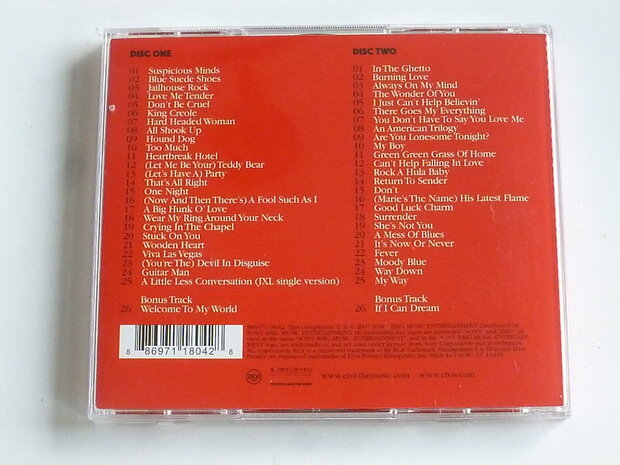 DISC ONE
01 Suspicious Minds
02 Blue Suede Shoes
03 Jailhouse Rock
04 Love Me Tender
05 Don't Be Cruel
06 King Creole
07 Hard Headed Woman
08 All Shook Up
09 Hound Dog
10 Too Much
11 Heartbreak Hotel
12 (Let Me Be Your) Teddy Bear
13 (Let's Have A) Party
14 That's All Right
15 One Night
16 (Now And Then There's) A Fool Such As I
17 A Big Hunk O' Love
18 Wear My Ring Around Your Neck
19 Crying In The Chapel
20 Stuck On You
21 Wooden Heart
22 Viva Las Vegas
23 (You're The) Devil In Disguise
24 Guitar Man
25 A Little Less Conversation (JXL single version)
Bonus Track
26 Welcome To My World
DISC TWO
01 In The Ghetto
02 Burning Love
03 Always On My Mind
04 The Wonder Of You
05 I Just Can't Help Believin'
06 There Goes My Everything
07 You Don't Have To Say You Love Me
08 An American Trilogy
09 Are You Lonesome Tonight?
10 My Boy
11 Green Green Grass Of Home
12 Can't Help Falling In Love
13 Rock A Hula Baby
14 Return To Sender
15 Don't
16 (Marie's The Name) His Latest Flame
17 Good Luck Charm
18 Surrender
19 She's Not You
20 A Mess Of Blues
21 It's Now Or Never
22 Fever
23 Moody Blue
24 Way Down
25 My Way
Bonus Track
26 If I Can Dream
8 86971 18042 8
RCA
SONY BMG
www.elvisthemusic.com www.elvis.com